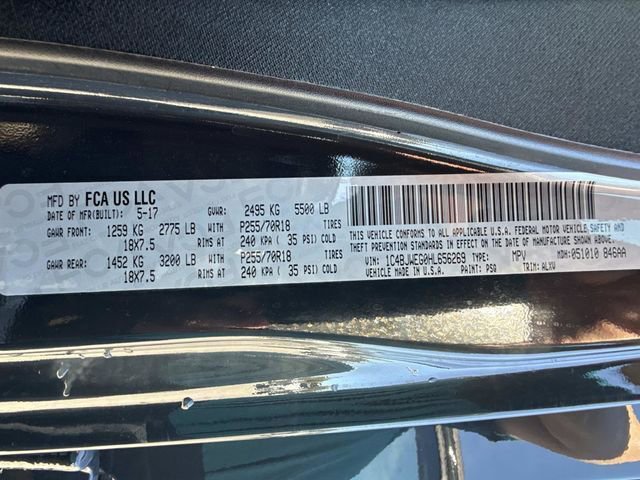 MFD BY FCA US LLC
DATE OF MFR(BUILT): 5-17 GVWR: 2495 KG 5500 LB
GAWR FRONT: 1259 KG 2775 LB P255/70R18 TIRES
18X7.5 RIMS AT 240 KPA ( 35 PSI) COLD
GAWR REAR: 1452 KG 3200 LB P255/70R18 TIRES
18X7.5 RIMS AT 240 KPA ( 35 PSI) COLD
THIS VEHICLE CONFORMS TO ALL APPLICABLE U.S.A. FEDERAL MOTOR VEHICLE SAFETY AND
THEFT PREVENTION STANDARDS IN EFFECT ON THE DATE OF MANUFACTURE SHOWN ABOVE.
VIN: 1C4BJWEG0HL656269 TYPE: MPV MDH: 051010 846AA
VEHICLE MADE IN U.S.A. PAINT: PSQ TRIM: ALXV